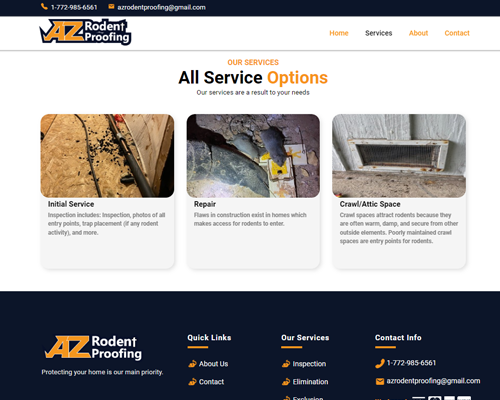 1-772-985-6561 azrodentproofing@gmail.com
AZ Rodent Proofing
Home Services About Contact
OUR SERVICES
All Service Options
Our services are a result to your needs
Initial Service
Inspection includes: Inspection, photos of all
entry points, trap placement (if any rodent
activity), and more.
Repair
Flaws in construction exist in homes which
makes access for rodents to enter.
Crawl/Attic Space
Crawl spaces attract rodents because they
are often warm, damp, and secure from other
outside elements. Poorly maintained crawl
spaces are entry points for rodents.
AZ Rodent Proofing
Protecting your home is our main priority.
Quick Links
About Us
Contact
Our Services
Inspection
Elimination
Exclusion
Contact Info
1-772-985-6561
azrodentproofing@gmail.com